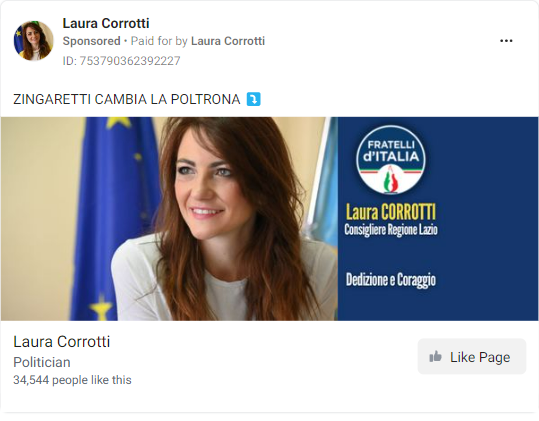 Laura Corrotti
Sponsored • Paid for by Laura Corrotti
ID: 753790362392227
ZINGARETTI CAMBIA LA POLTRONA ⤵️
FRATELLI
d'ITALIA
Laura CORROTTI
Consigliere Regione Lazio
Dedizione e Coraggio
Laura Corrotti
Politician
34,544 people like this
Like Page